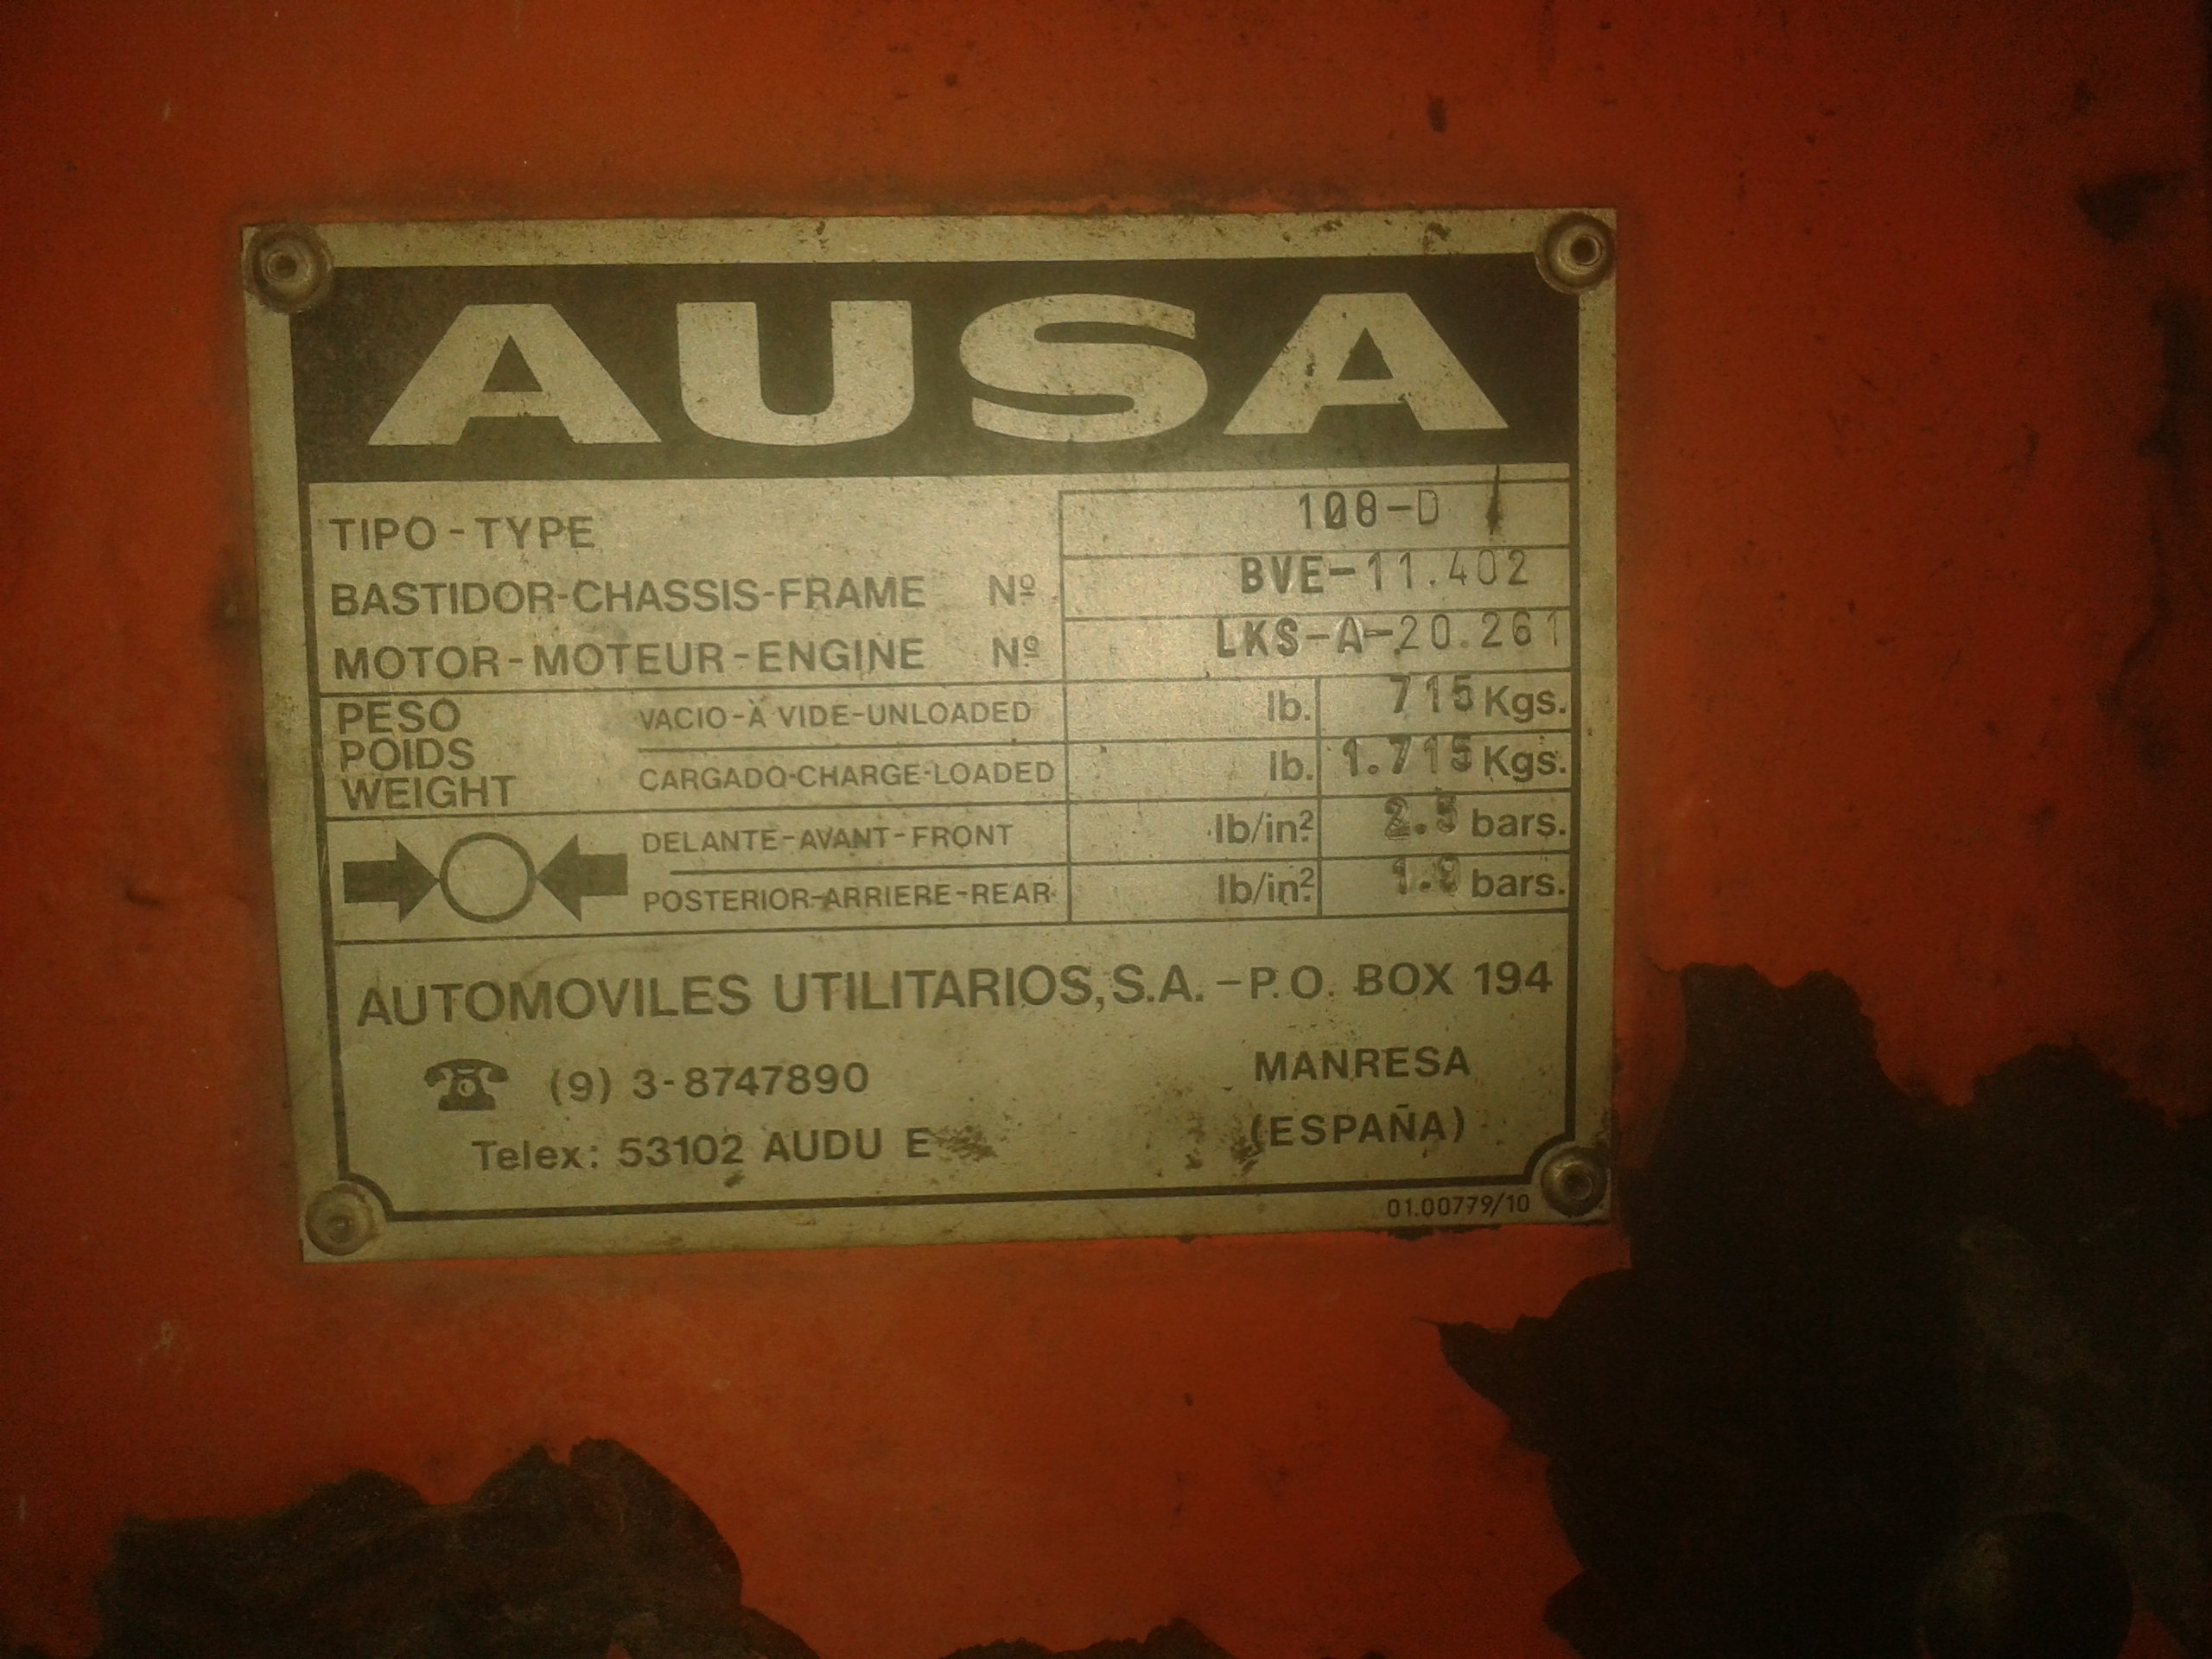 AUSA
TIPO - TYPE 108-D
BASTIDOR-CHASSIS-FRAME Nº BVE-11.402
MOTOR-MOTEUR-ENGINE Nº LKS-A-20.261
PESO
POIDS
WEIGHT
VACIO-À VIDE-UNLOADED lb. 715 Kgs.
CARGADO-CHARGE-LOADED lb. 1.715 Kgs.
DELANTE-AVANT-FRONT lb/in² 2.5 bars.
POSTERIOR-ARRIERE-REAR lb/in² bars.
AUTOMOVILES UTILITARIOS, S.A. - P.O. BOX 194
(9) 3-8747890 MANRESA
Telex: 53102 AUDU E (ESPAÑA)
01.00779/10